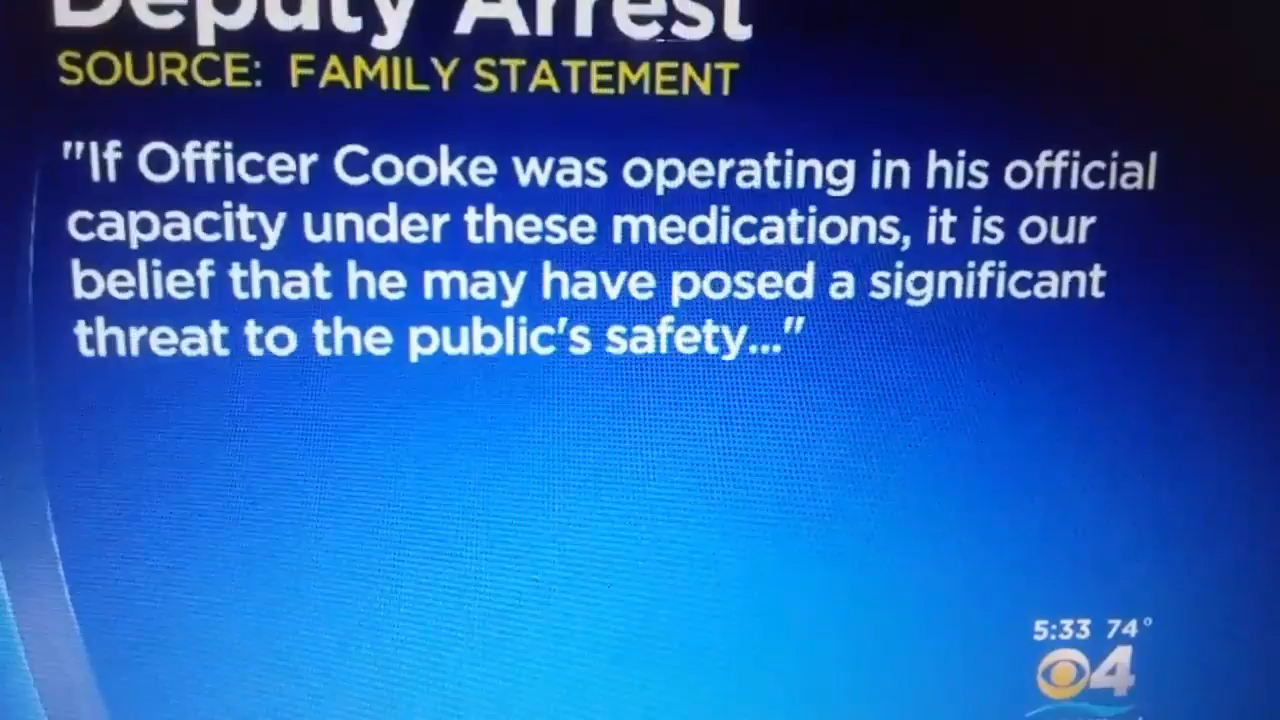 Deputy Arrest
SOURCE: FAMILY STATEMENT
"If Officer Cooke was operating in his official
capacity under these medications, it is our
belief that he may have posed a significant
threat to the public's safety..."
5:33 74°
4